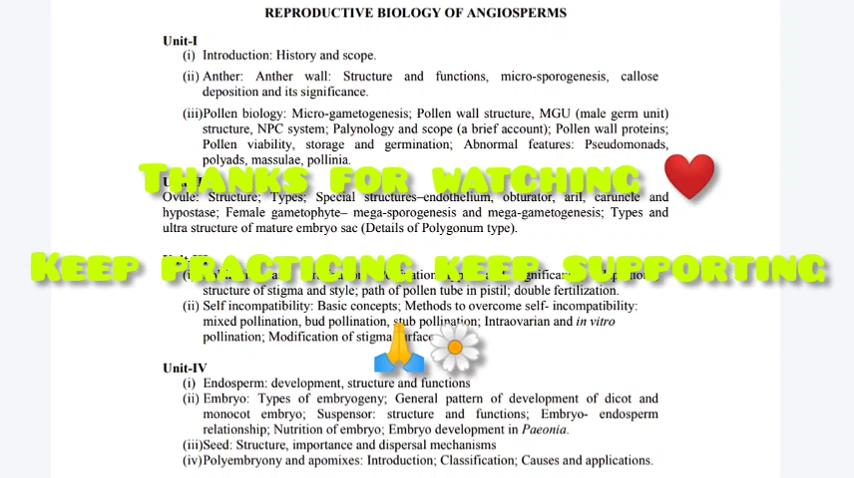 REPRODUCTIVE BIOLOGY OF ANGIOSPERMS
Unit-I
(i) Introduction: History and scope.
(ii) Anther: Anther wall: Structure and functions, micro-sporogenesis, callose
deposition and its significance.
(iii)Pollen biology: Micro-gametogenesis; Pollen wall structure, MGU (male germ unit)
structure, NPC system; Palynology and scope (a brief account); Pollen wall proteins;
Pollen viability, storage and germination; Abnormal features: Pseudomonads,
polyads, massulae, pollinia.
THANKS FOR WATCHING
Ovule: Structure; Types; Special structures–endothelium, obturator, aril, caruncle and
hypostase; Female gametophyte– mega-sporogenesis and mega-gametogenesis; Types and
ultra structure of mature embryo sac (Details of Polygonum type).
KEEP PRACTICING KEEP SUPPORTING
structure of stigma and style; path of pollen tube in pistil; double fertilization.
(ii) Self incompatibility: Basic concepts; Methods to overcome self- incompatibility:
mixed pollination, bud pollination, stub pollination; Intraovarian and in vitro
pollination; Modification of stigma
Unit-IV
(i) Endosperm: development, structure and functions
(ii) Embryo: Types of embryogeny; General pattern of development of dicot and
monocot embryo; Suspensor: structure and functions; Embryo- endosperm
relationship; Nutrition of embryo; Embryo development in Paeonia.
(iii)Seed: Structure, importance and dispersal mechanisms
(iv)Polyembryony and apomixes: Introduction; Classification; Causes and applications.